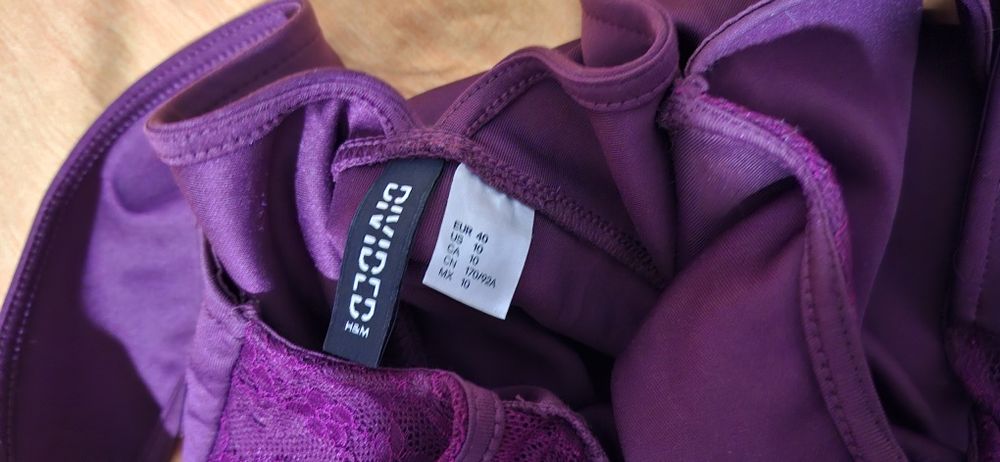 DIVIDED
H&M
EUR 40
US 10
CA 10
CN 170/92A
MX 10